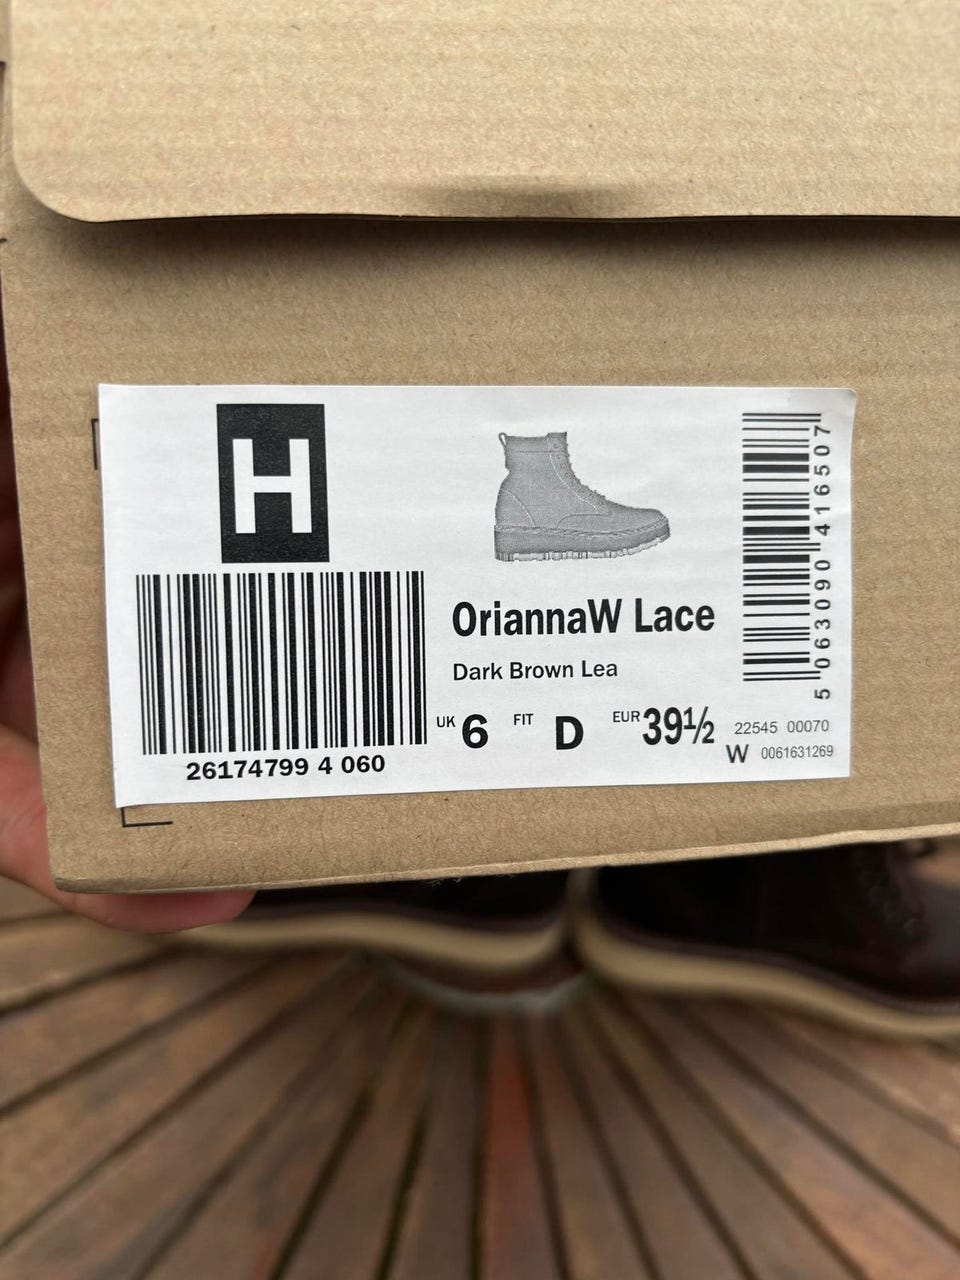 H
26174799 4 060
OriannaW Lace
Dark Brown Lea
UK 6 FIT D EUR 39½
22545 00070
W 0061631269
5 063090 416507